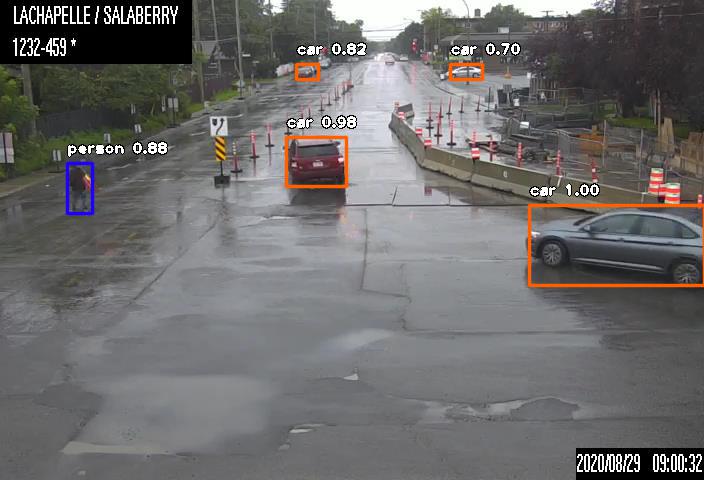 LACHAPELLE / SALABERRY
1232-459 *
car 0.82
car 0.70
car 0.98
person 0.88
car 1.00
2020/08/29 09:00:32